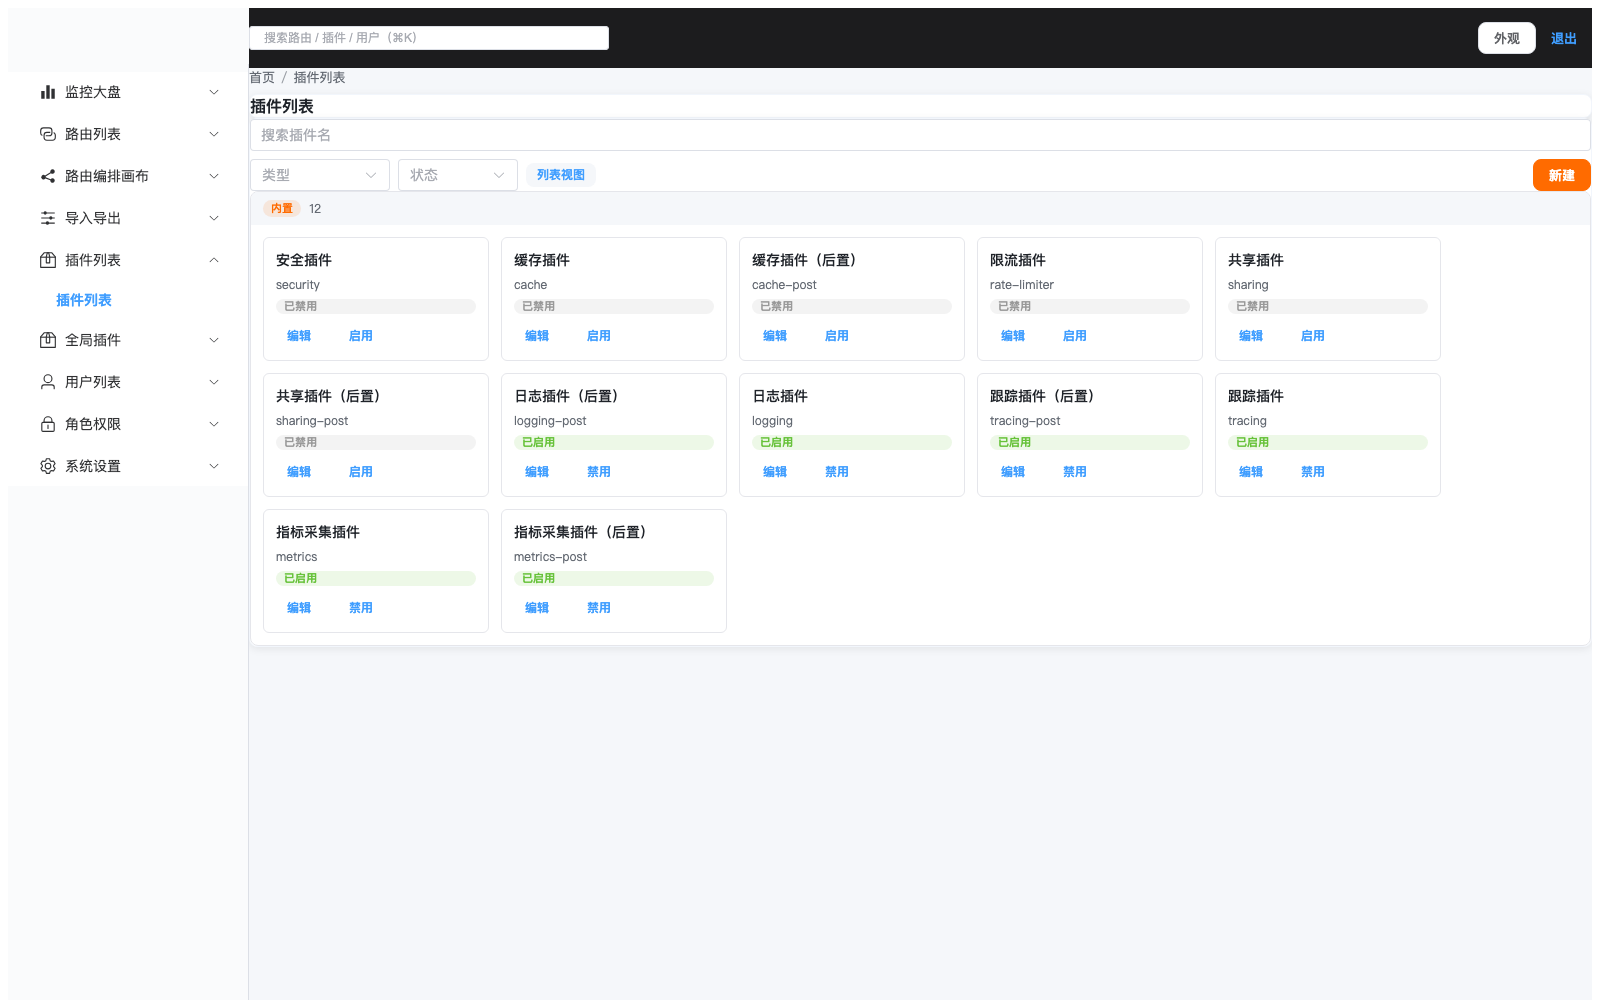 搜索路由 / 插件 / 用户（⌘K）
外观
退出
监控大盘
路由列表
路由编排画布
导入导出
插件列表
插件列表
全局插件
用户列表
角色权限
系统设置
首页 / 插件列表
插件列表
搜索插件名
类型
状态
列表视图
新建
内置 12
安全插件
security
已禁用
编辑 启用
缓存插件
cache
已禁用
编辑 启用
缓存插件（后置）
cache-post
已禁用
编辑 启用
限流插件
rate-limiter
已禁用
编辑 启用
共享插件
sharing
已禁用
编辑 启用
共享插件（后置）
sharing-post
已禁用
编辑 启用
日志插件（后置）
logging-post
已启用
编辑 禁用
日志插件
logging
已启用
编辑 禁用
跟踪插件（后置）
tracing-post
已启用
编辑 禁用
跟踪插件
tracing
已启用
编辑 禁用
指标采集插件
metrics
已启用
编辑 禁用
指标采集插件（后置）
metrics-post
已启用
编辑 禁用